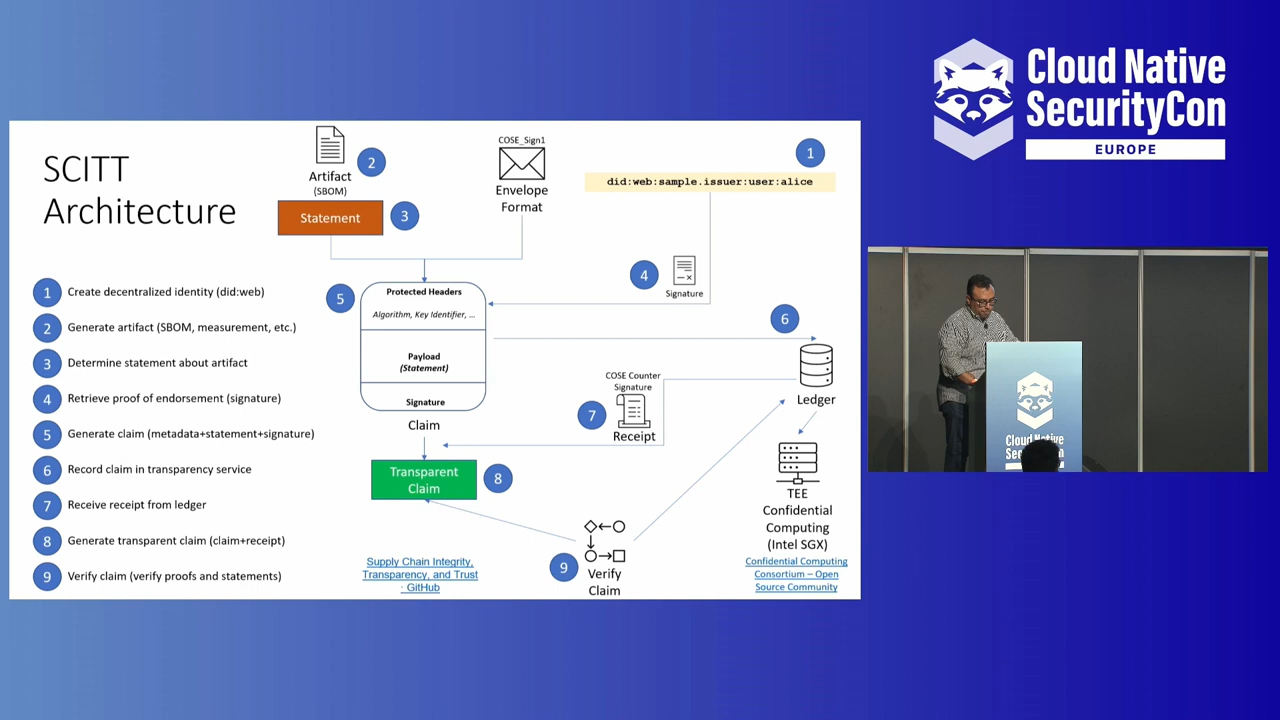 Cloud Native
SecurityCon
EUROPE
SCITT
Architecture
1 Create decentralized identity (did:web)
2 Generate artifact (SBOM, measurement, etc.)
3 Determine statement about artifact
4 Retrieve proof of endorsement (signature)
5 Generate claim (metadata+statement+signature)
6 Record claim in transparency service
7 Receive receipt from ledger
8 Generate transparent claim (claim+receipt)
9 Verify claim (verify proofs and statements)
Artifact
(SBOM)
2
Statement
3
COSE_Sign1
Envelope
Format
1
did:web:sample.issuer:user:alice
4
Signature
5
Protected Headers
Algorithm, Key Identifier, ...
Payload
(Statement)
Signature
Claim
6
Ledger
COSE Counter
Signature
7
Receipt
Transparent
Claim
8
TEE
Confidential
Computing
(Intel SGX)
Confidential Computing
Consortium – Open
Source Community
9
Verify
Claim
Supply Chain Integrity,
Transparency, and Trust
· GitHub
Cloud Native